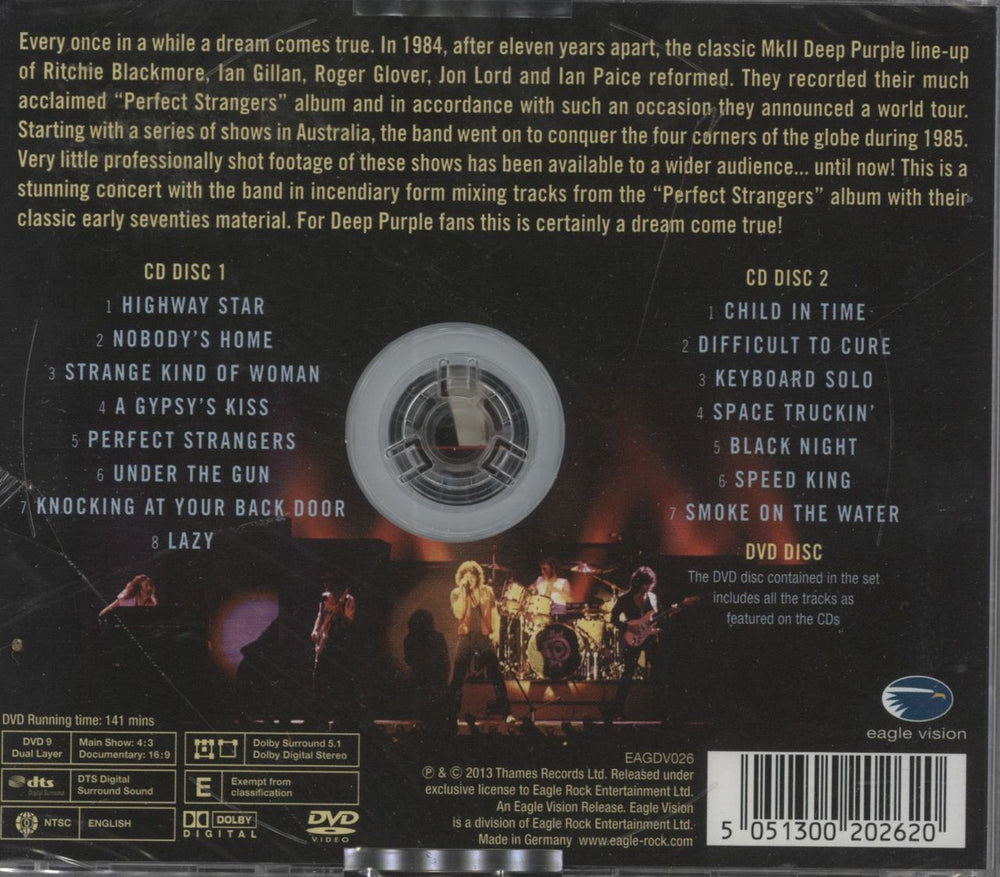 Every once in a while a dream comes true. In 1984, after eleven years apart, the classic MkII Deep Purple line-up
of Ritchie Blackmore, Ian Gillan, Roger Glover, Jon Lord and Ian Paice reformed. They recorded their much
acclaimed "Perfect Strangers" album and in accordance with such an occasion they announced a world tour.
Starting with a series of shows in Australia, the band went on to conquer the four corners of the globe during 1985.
Very little professionally shot footage of these shows has been available to a wider audience... until now! This is a
stunning concert with the band in incendiary form mixing tracks from the "Perfect Strangers" album with their
classic early seventies material. For Deep Purple fans this is certainly a dream come true!
CD DISC 1
1 HIGHWAY STAR
2 NOBODY'S HOME
3 STRANGE KIND OF WOMAN
4 A GYPSY'S KISS
5 PERFECT STRANGERS
6 UNDER THE GUN
7 KNOCKING AT YOUR BACK DOOR
8 LAZY
CD DISC 2
1 CHILD IN TIME
2 DIFFICULT TO CURE
3 KEYBOARD SOLO
4 SPACE TRUCKIN'
5 BLACK NIGHT
6 SPEED KING
7 SMOKE ON THE WATER
DVD DISC
The DVD disc contained in the set
includes all the tracks as
featured on the CDs
eagle vision
DVD Running time: 141 mins
DVD 9
Dual Layer
Main Show: 4:3
Documentary: 16:9
Dolby Surround 5.1
Dolby Digital Stereo
dts
Digital Surround
DTS Digital
Surround Sound
E
Exempt from
classification
NTSC
ENGLISH
DOLBY
DIGITAL
DVD
VIDEO
EAGDV026
℗ & © 2013 Thames Records Ltd. Released under
exclusive license to Eagle Rock Entertainment Ltd.
An Eagle Vision Release. Eagle Vision
is a division of Eagle Rock Entertainment Ltd.
Made in Germany www.eagle-rock.com
5 051300 202620